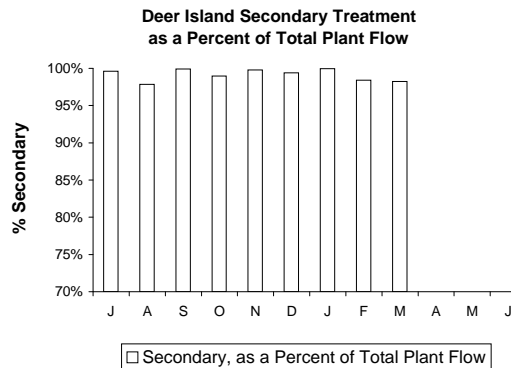 Deer Island Secondary Treatment
as a Percent of Total Plant Flow
% Secondary
100%
95%
90%
85%
80%
75%
70%
J A S O N D J F M A M J
Secondary, as a Percent of Total Plant Flow